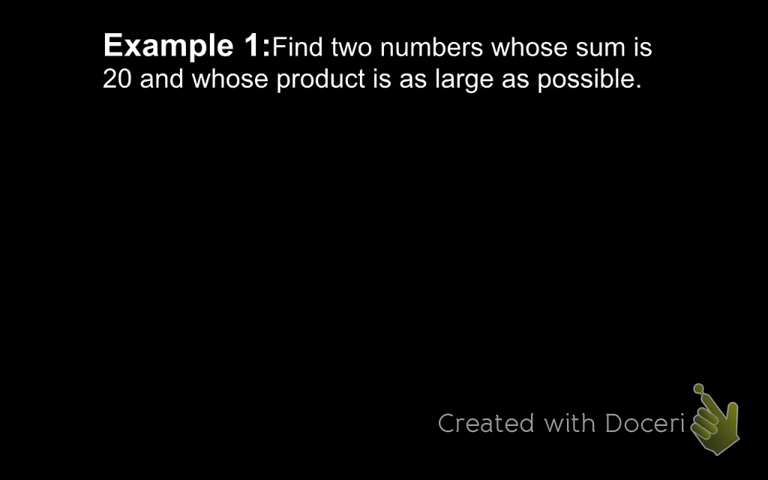 Example 1:Find two numbers whose sum is
20 and whose product is as large as possible.
Created with Doceri